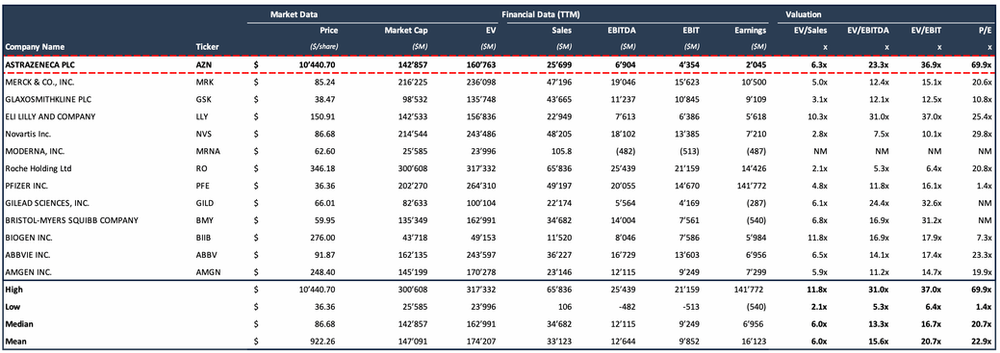 Market Data Financial Data (TTM) Valuation
Price Market Cap EV Sales EBITDA EBIT Earnings EV/Sales EV/EBITDA EV/EBIT P/E
Company Name Ticker ($/share) ($M) ($M) ($M) ($M) ($M) ($M) x x x x
ASTRAZENECA PLC AZN $ 10'440.70 142'857 160'763 25'699 6'904 4'354 2'045 6.3x 23.3x 36.9x 69.9x
MERCK & CO., INC. MRK $ 85.24 216'225 236'098 47'196 19'046 15'623 10'500 5.0x 12.4x 15.1x 20.6x
GLAXOSMITHKLINE PLC GSK $ 38.47 98'532 135'748 43'665 11'237 10'845 9'109 3.1x 12.1x 12.5x 10.8x
ELI LILLY AND COMPANY LLY $ 150.91 142'533 156'836 22'949 7'613 6'386 5'618 10.3x 31.0x 37.0x 25.4x
Novartis Inc. NVS $ 86.68 214'544 243'486 48'205 18'102 13'385 7'210 2.8x 7.5x 10.1x 29.8x
MODERNA, INC. MRNA $ 62.60 25'585 23'996 105.8 (482) (513) (487) NM NM NM NM
Roche Holding Ltd RO $ 346.18 300'608 317'332 65'836 25'439 21'159 14'426 2.1x 5.3x 6.4x 20.8x
PFIZER INC. PFE $ 36.36 202'270 264'310 49'197 20'055 14'670 141'772 4.8x 11.8x 16.1x 1.4x
GILEAD SCIENCES, INC. GILD $ 66.01 82'633 100'104 22'174 5'564 4'169 (287) 6.1x 24.4x 32.6x NM
BRISTOL-MYERS SQUIBB COMPANY BMY $ 59.95 135'349 162'991 34'682 14'004 7'561 (540) 6.8x 16.9x 31.2x NM
BIOGEN INC. BIIB $ 276.00 43'718 49'153 11'520 8'046 7'586 5'984 11.8x 16.9x 17.9x 7.3x
ABBVIE INC. ABBV $ 91.87 162'135 243'597 36'227 16'729 13'603 6'956 6.5x 14.1x 17.4x 23.3x
AMGEN INC. AMGN $ 248.40 145'199 170'278 23'146 12'115 9'249 7'299 5.9x 11.2x 14.7x 19.9x
High $ 10'440.70 300'608 317'332 65'836 25'439 21'159 141'772 11.8x 31.0x 37.0x 69.9x
Low $ 36.36 25'585 23'996 106 -482 -513 (540) 2.1x 5.3x 6.4x 1.4x
Median $ 86.68 142'857 162'991 34'682 12'115 9'249 6'956 6.0x 13.3x 16.7x 20.7x
Mean $ 922.26 147'091 174'207 33'123 12'644 9'852 16'123 6.0x 15.6x 20.7x 22.9x